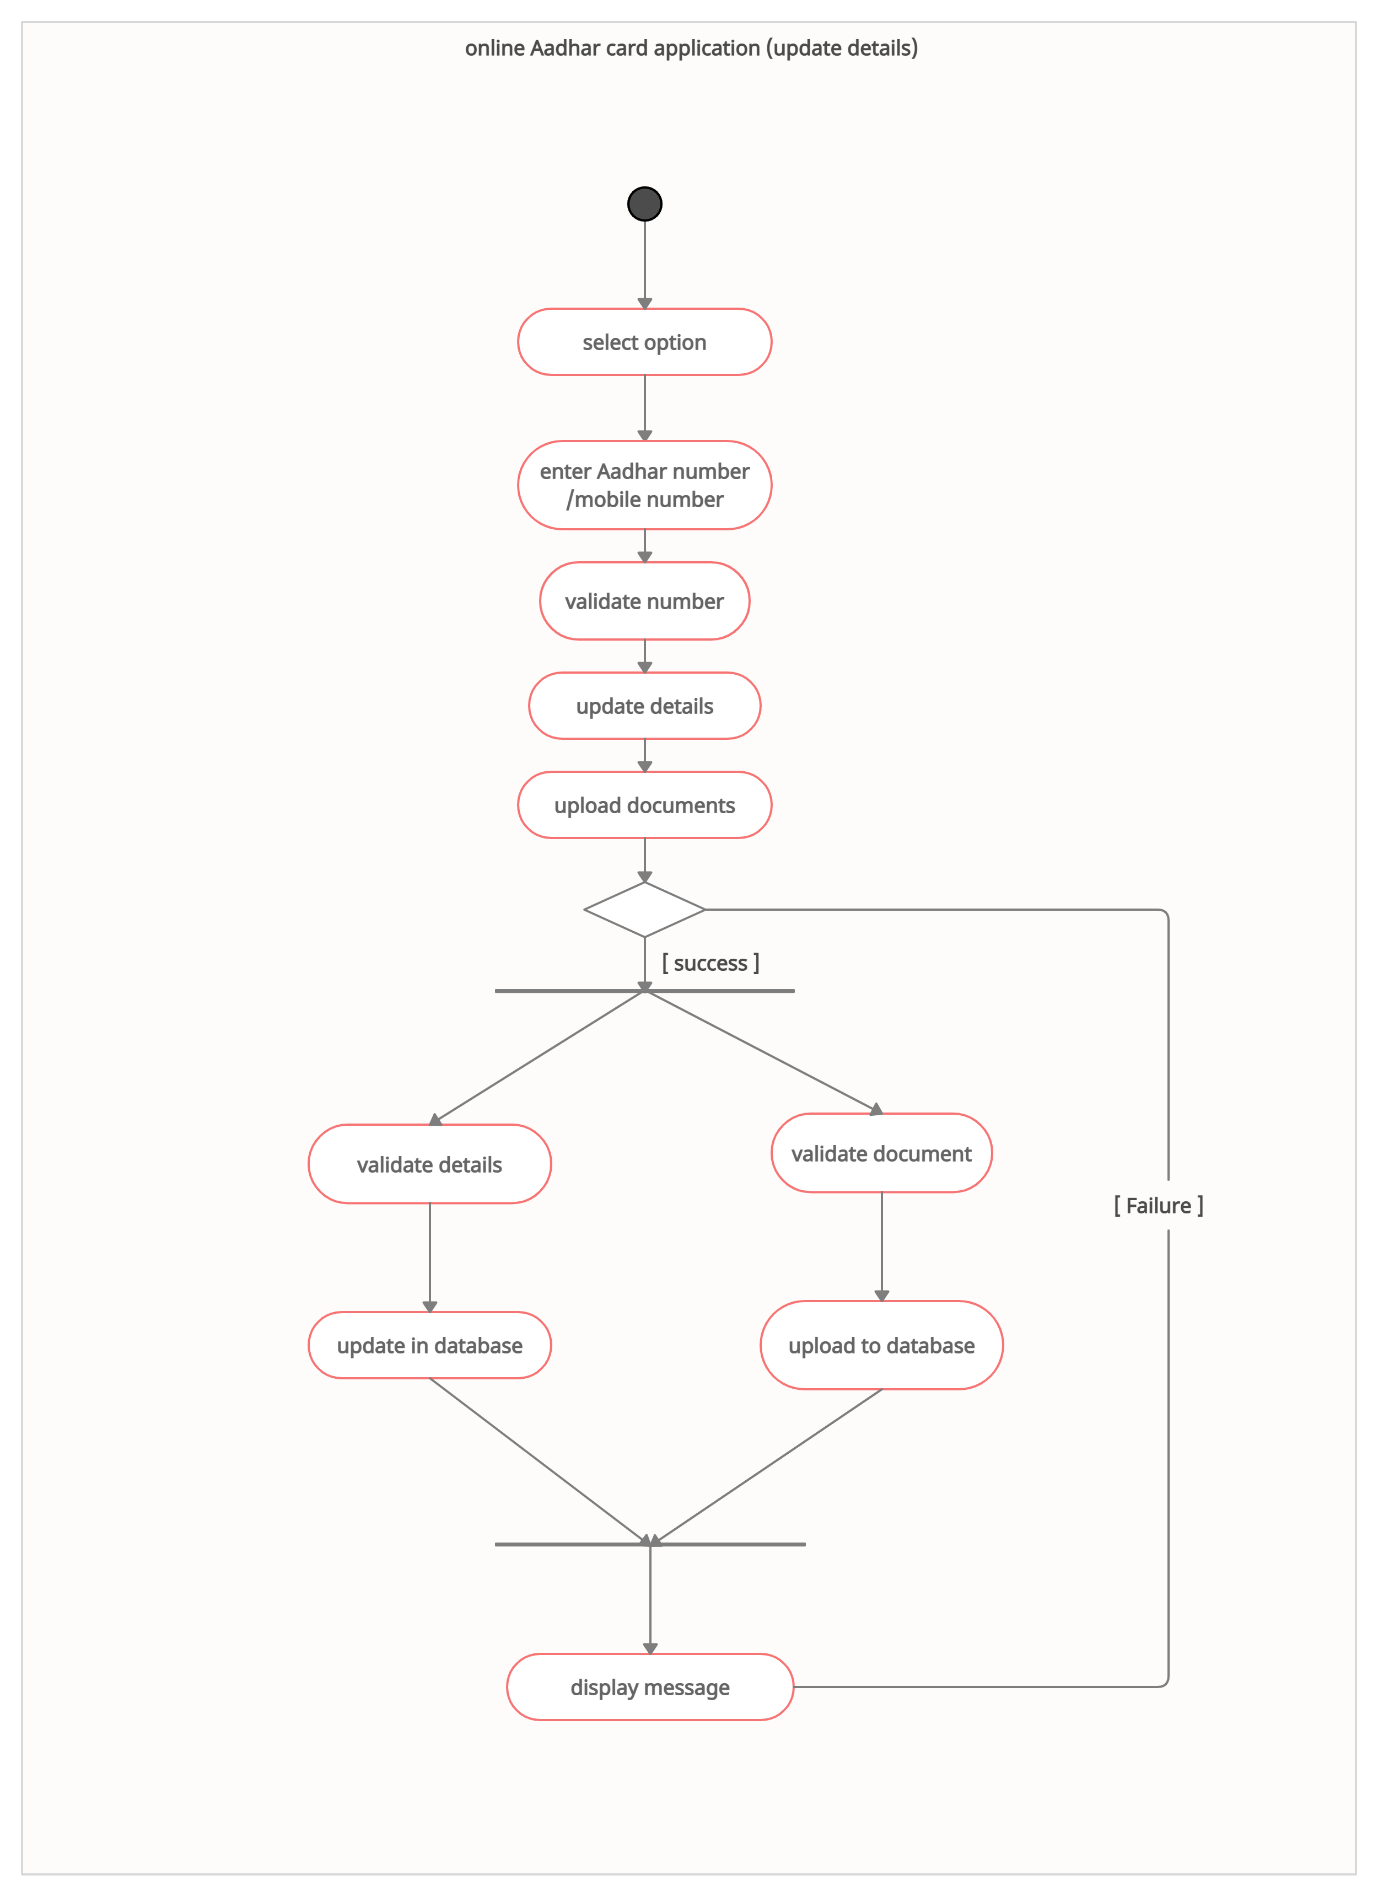 online Aadhar card application (update details)
select option
enter Aadhar number
/mobile number
validate number
update details
upload documents
[ success ]
validate details
validate document
[ Failure ]
update in database
upload to database
display message